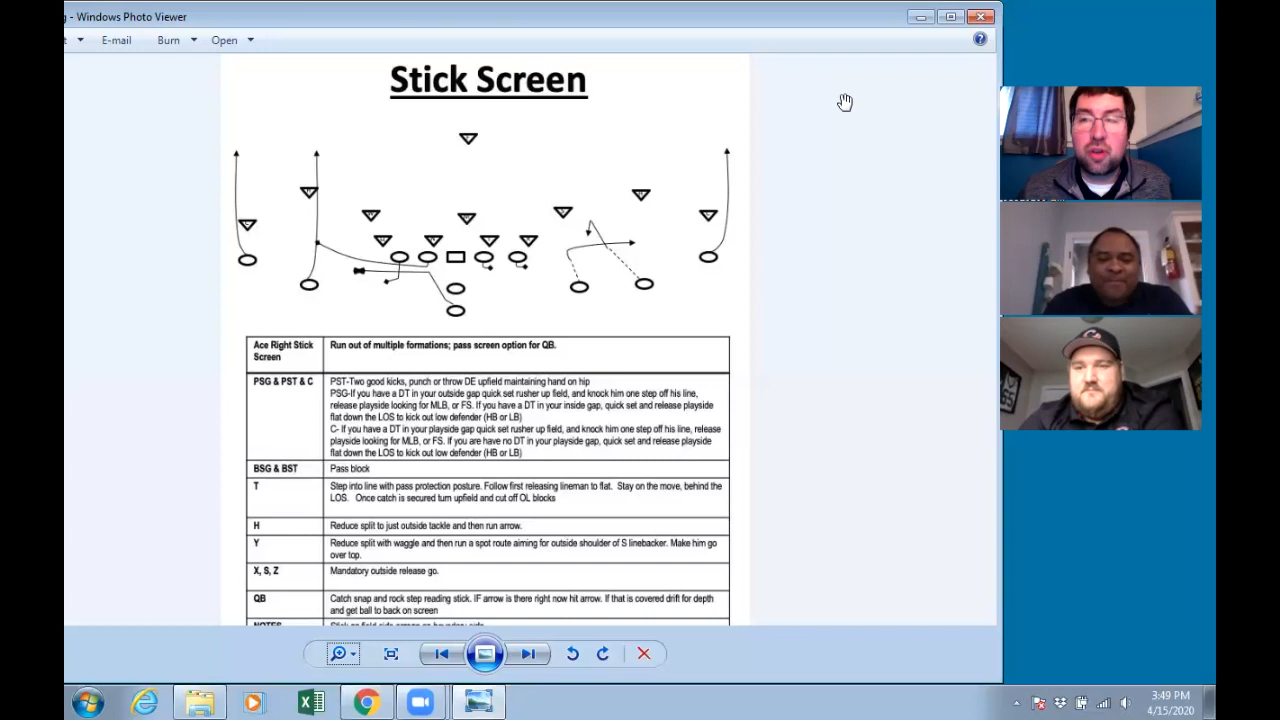 g - Windows Photo Viewer
t E-mail Burn Open
Stick Screen
Ace Right Stick Screen
Run out of multiple formations; pass screen option for QB.
PSG & PST & C
PST-Two good kicks, punch or throw DE upfield maintaining hand on hip
PSG-If you have a DT in your outside gap quick set rusher up field, and knock him one step off his line,
release playside looking for MLB, or FS. If you have a DT in your inside gap, quick set and release playside
flat down the LOS to kick out low defender (HB or LB)
C- If you have a DT in your playside gap quick set rusher up field, and knock him one step off his line, release
playside looking for MLB, or FS. If you are have no DT in your playside gap, quick set and release playside
flat down the LOS to kick out low defender (HB or LB)
BSG & BST
Pass block
T
Step into line with pass protection posture. Follow first releasing lineman to flat. Stay on the move, behind the
LOS. Once catch is secured turn upfield and cut off OL blocks
H
Reduce split to just outside tackle and then run arrow.
Y
Reduce split with waggle and then run a spot route aiming for outside shoulder of S linebacker. Make him go
over top.
X, S, Z
Mandatory outside release go.
QB
Catch snap and rock step reading stick. IF arrow is there right now hit arrow. If that is covered drift for depth
and get ball to back on screen
3:49 PM
4/15/2020